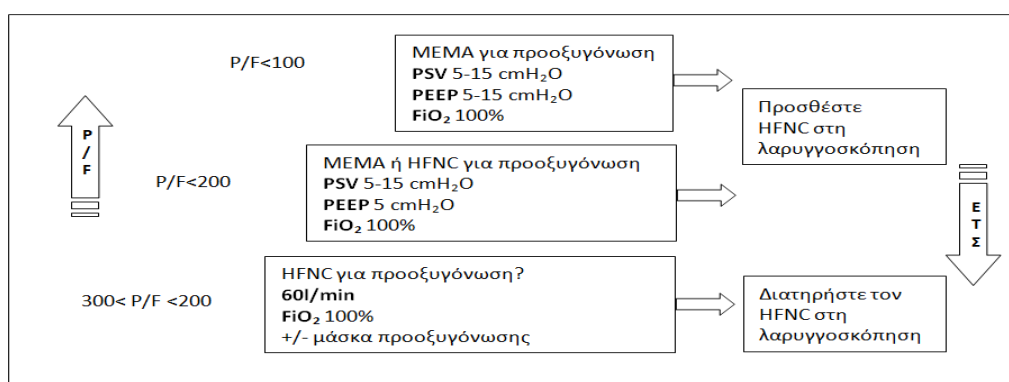 P/F<100
ΜΕΜΑ για προοξυγόνωση
PSV 5-15 cmH₂O
PEEP 5-15 cmH₂O
FiO₂ 100%
Προσθέστε
HFNC στη
λαρυγγοσκόπηση
P
/
F
P/F<200
ΜΕΜΑ ή HFNC για προοξυγόνωση
PSV 5-15 cmH₂O
PEEP 5 cmH₂O
FiO₂ 100%
Ε
Τ
Σ
300< P/F <200
HFNC για προοξυγόνωση?
60l/min
FiO₂ 100%
+/- μάσκα προοξυγόνωσης
Διατηρήστε τον
HFNC στη
λαρυγγοσκόπηση